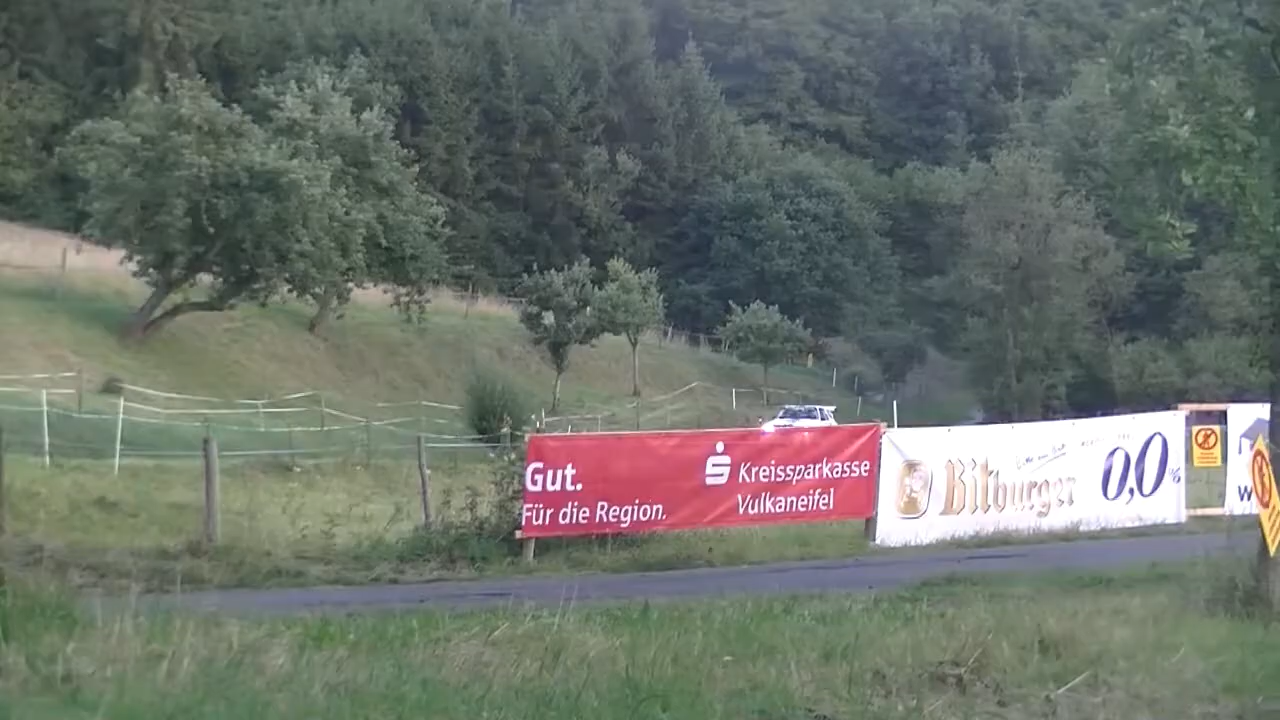 Gut.
Für die Region.
Kreissparkasse
Vulkaneifel
Bitburger 0,0%
W